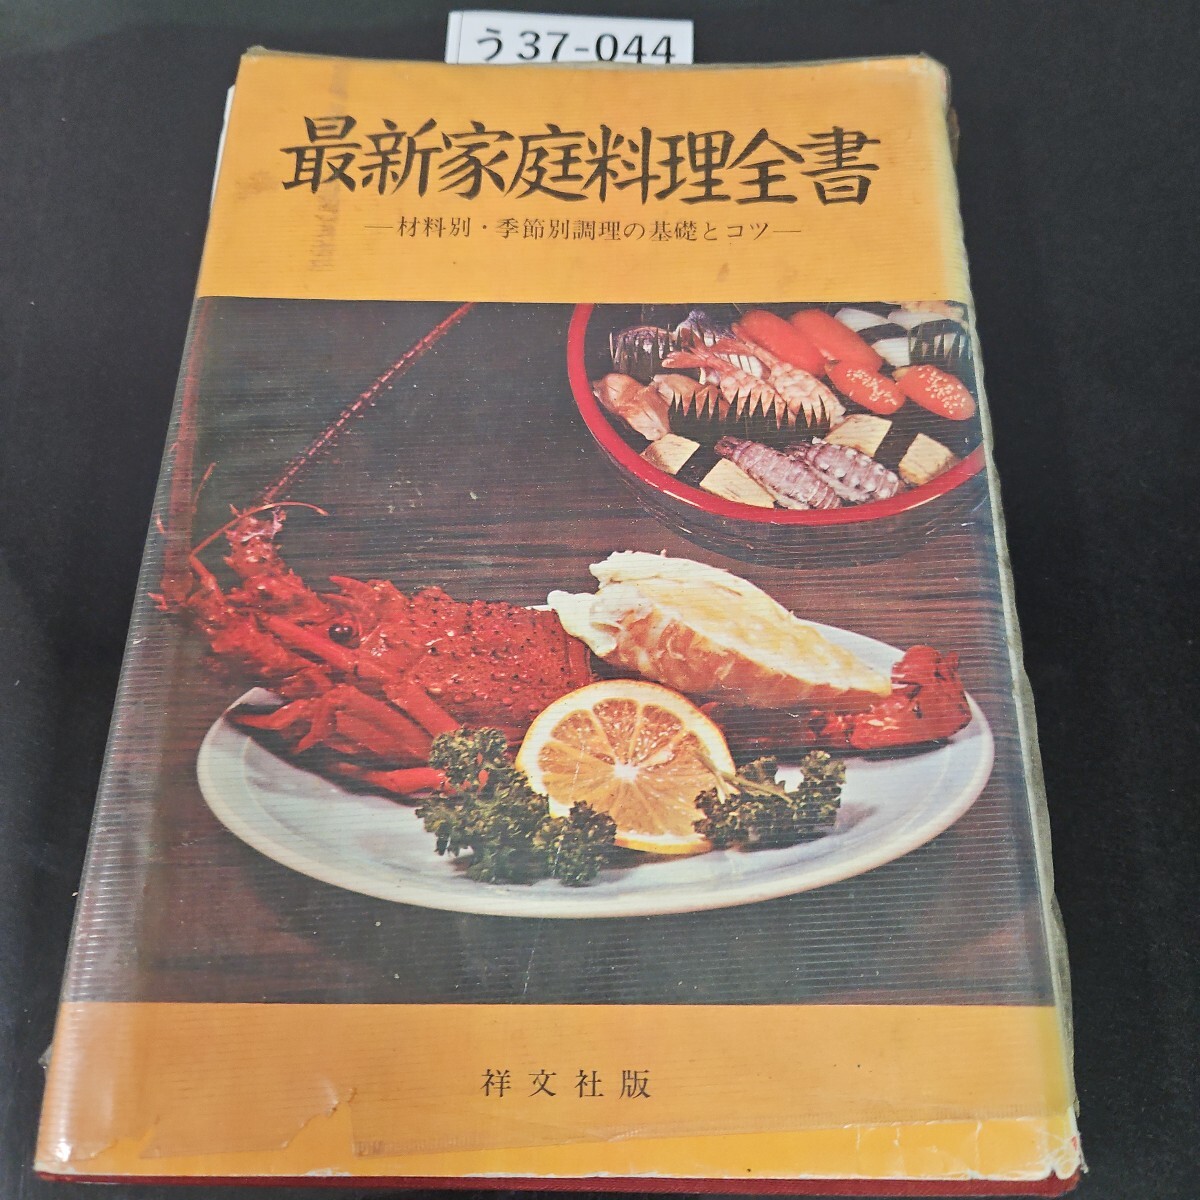 う37-044
最新家庭料理全書
―材料別・季節別調理の基礎とコツ―
祥文社版